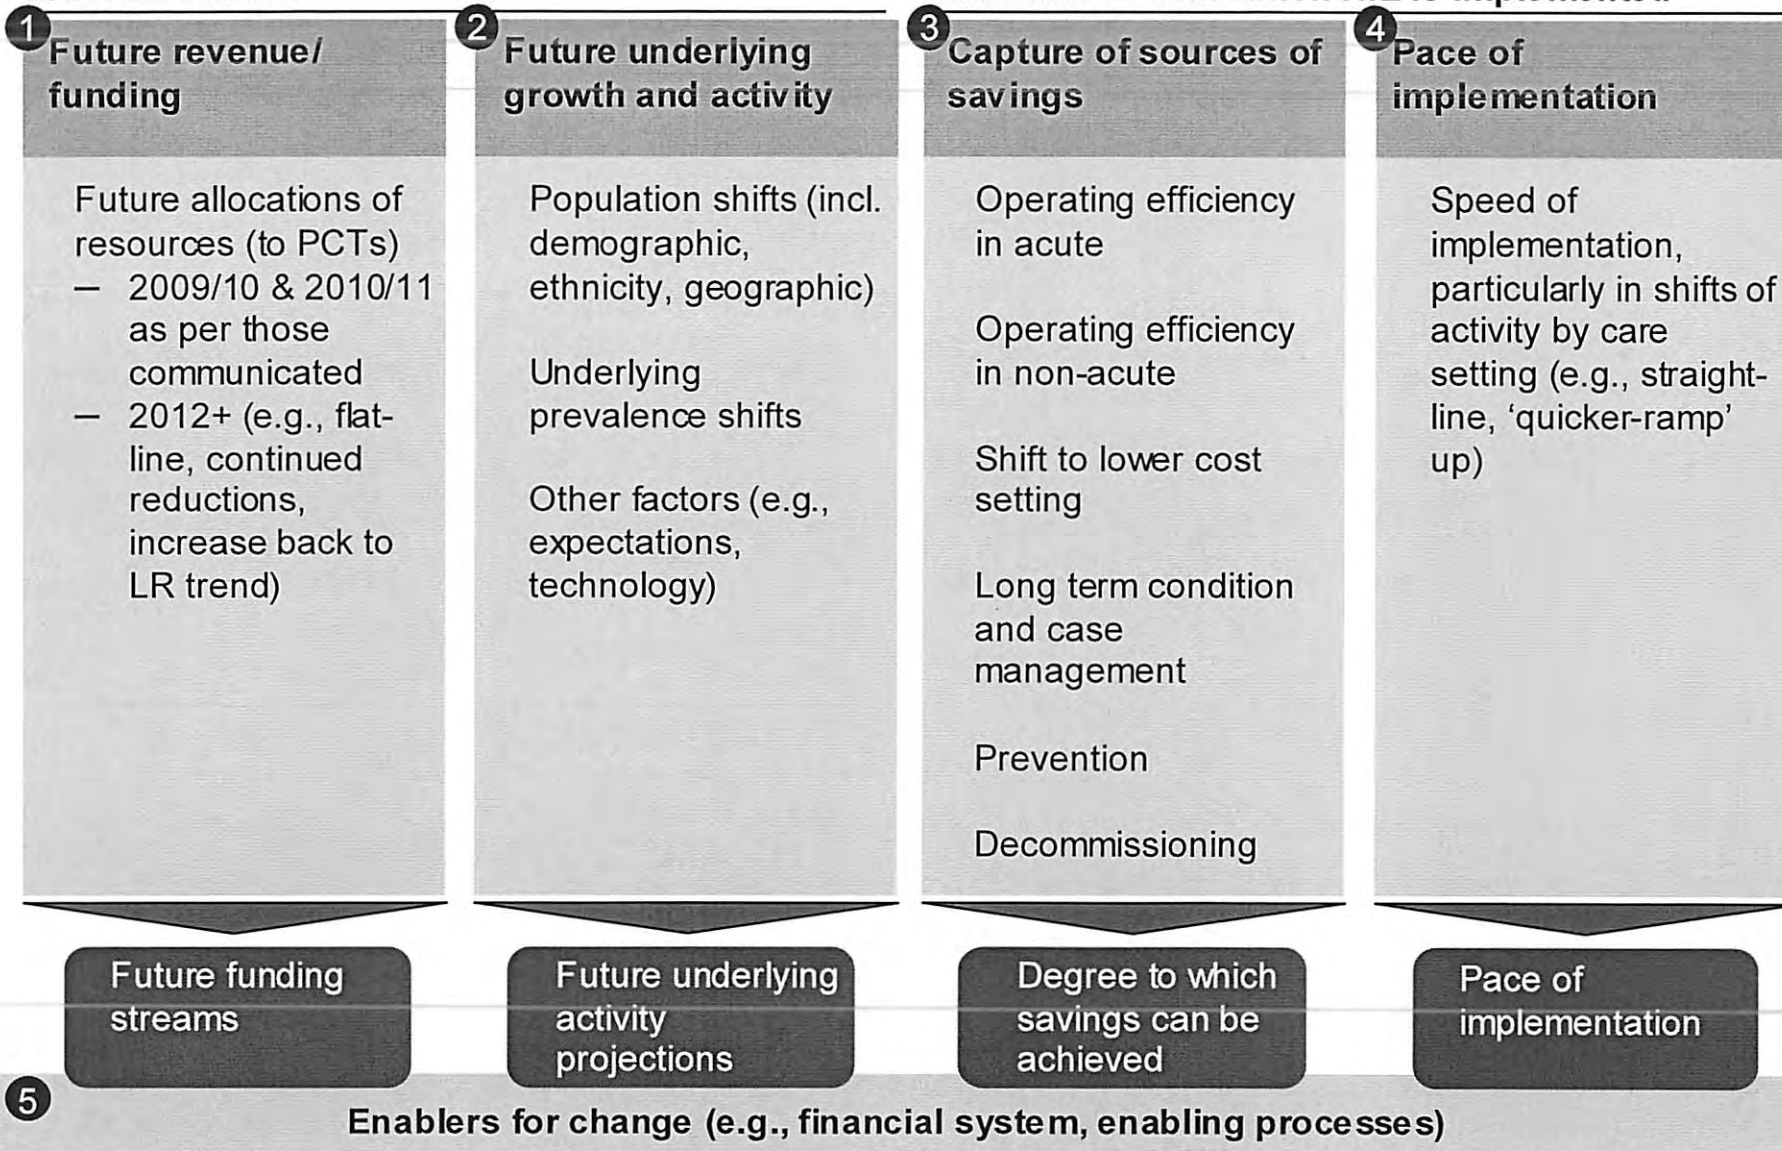 1
Future revenue/
funding
Future allocations of
resources (to PCTs)
– 2009/10 & 2010/11
as per those
communicated
– 2012+ (e.g., flat-
line, continued
reductions,
increase back to
LR trend)
Future funding
streams
2
Future underlying
growth and activity
Population shifts (incl.
demographic,
ethnicity, geographic)
Underlying
prevalence shifts
Other factors (e.g.,
expectations,
technology)
Future underlying
activity
projections
3
Capture of sources of
savings
Operating efficiency
in acute
Operating efficiency
in non-acute
Shift to lower cost
setting
Long term condition
and case
management
Prevention
Decommissioning
Degree to which
savings can be
achieved
4
Pace of
implementation
Speed of
implementation,
particularly in shifts of
activity by care
setting (e.g., straight-
line, ‘quicker-ramp’
up)
Pace of
implementation
5
Enablers for change (e.g., financial system, enabling processes)